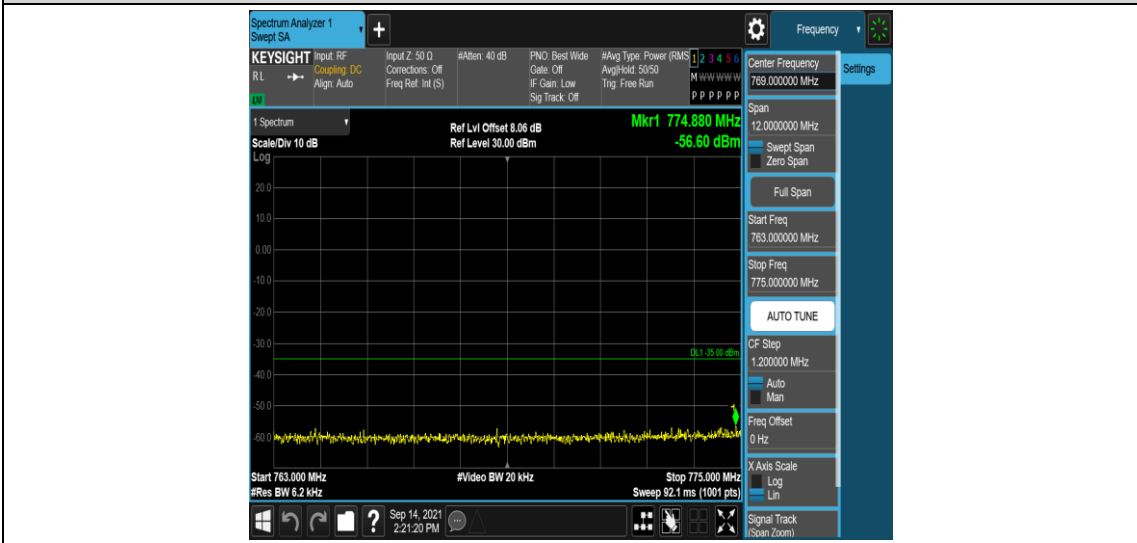 Spectrum Analyzer 1
Swept SA
+
Frequency
KEYSIGHT
RL
LXI
Input: RF
Coupling: DC
Align: Auto
Input Z: 50 Ω
Corrections: Off
Freq Ref: Int (S)
#Atten: 40 dB
PNO: Best Wide
Gate: Off
IF Gain: Low
Sig Track: Off
#Avg Type: Power (RMS
Avg|Hold: 50/50
Trig: Free Run
1 2 3 4 5 6
M W W W W W
P P P P P P
Center Frequency
769.000000 MHz
Settings
1 Spectrum
Scale/Div 10 dB
Ref Lvl Offset 8.06 dB
Ref Level 30.00 dBm
Mkr1 774.880 MHz
-56.60 dBm
Log
20.0
10.0
0.00
-10.0
-20.0
-30.0
-40.0
-50.0
-60.0
DL1 -35.00 dBm
1
Start 763.000 MHz
#Res BW 6.2 kHz
#Video BW 20 kHz
Stop 775.000 MHz
Sweep 92.1 ms (1001 pts)
Span
12.0000000 MHz
Swept Span
Zero Span
Full Span
Start Freq
763.000000 MHz
Stop Freq
775.000000 MHz
AUTO TUNE
CF Step
1.200000 MHz
Auto
Man
Freq Offset
0 Hz
X Axis Scale
Log
Lin
Signal Track
(Span Zoom)
?
Sep 14, 2021
2:21:20 PM